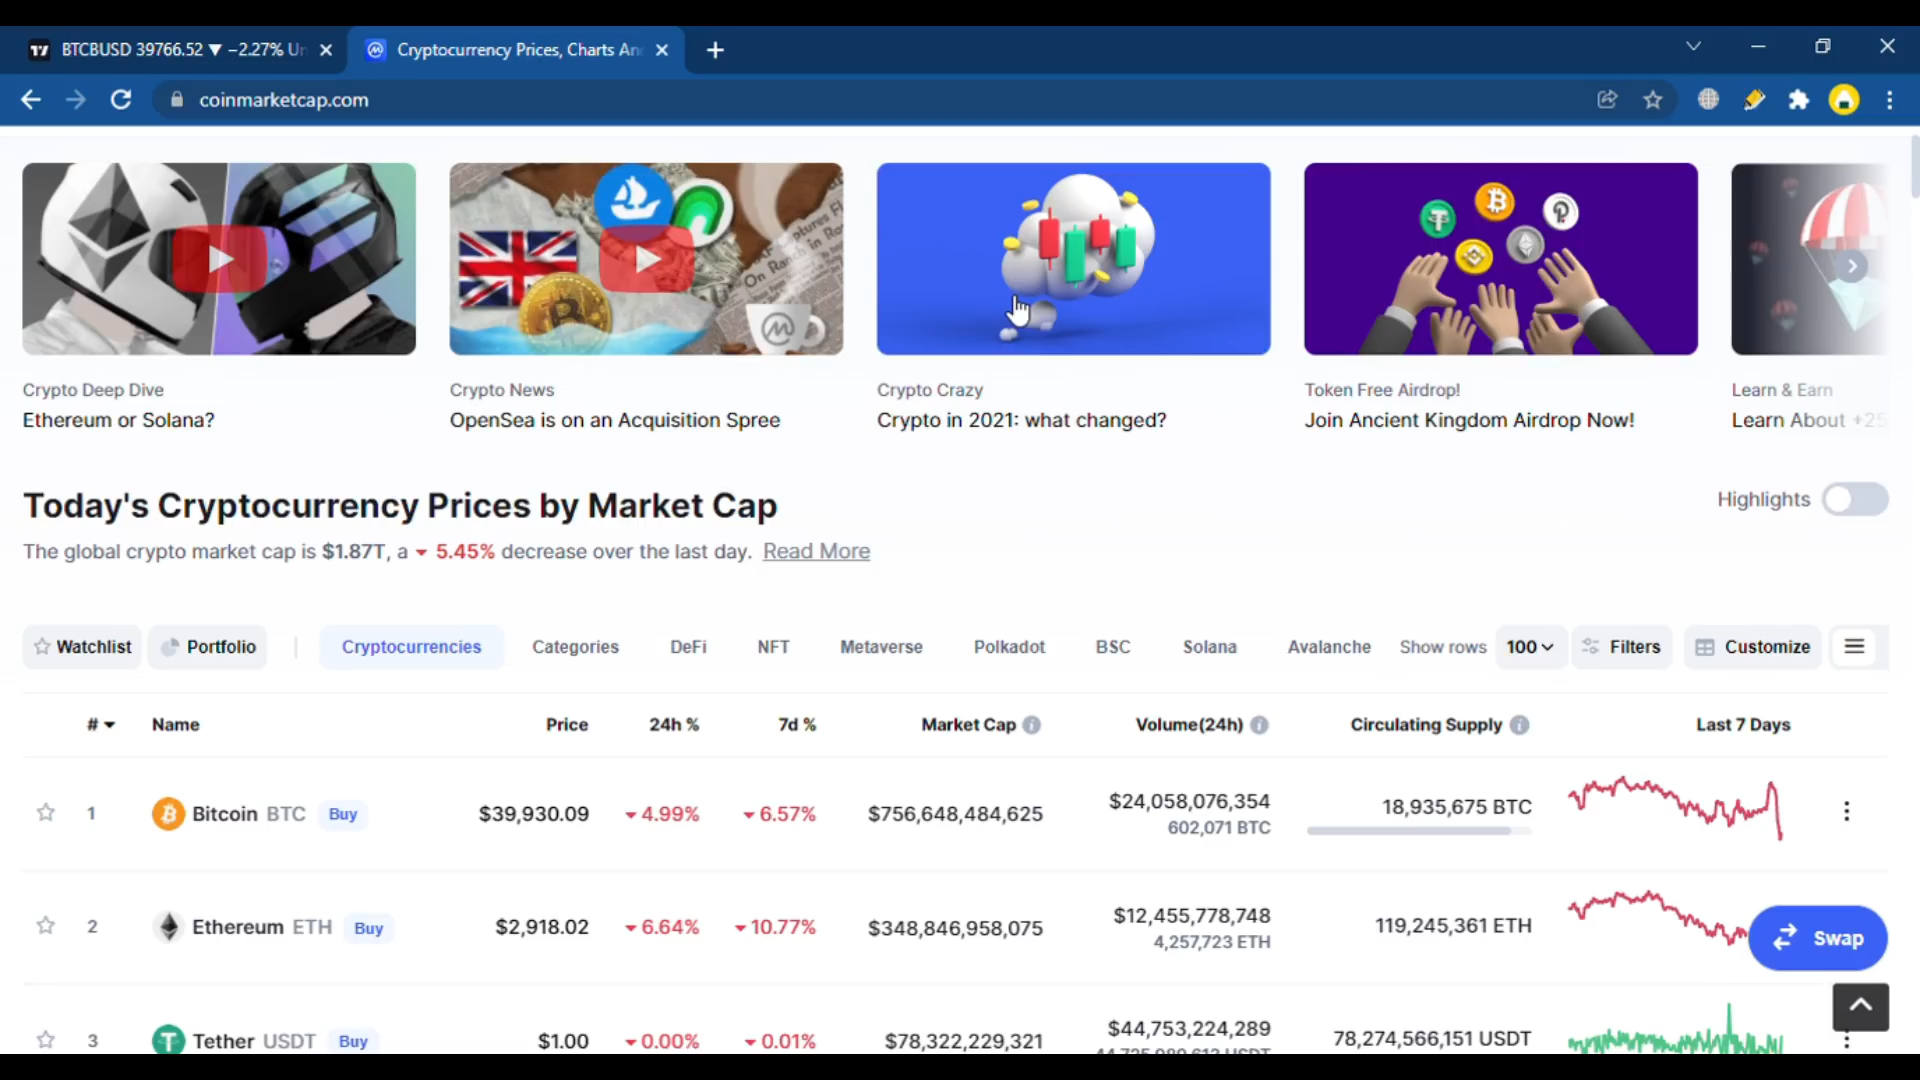 BTCBUSD 39766.52 ▼ −2.27% Un
Cryptocurrency Prices, Charts An
coinmarketcap.com
Crypto Deep Dive
Ethereum or Solana?
Crypto News
OpenSea is on an Acquisition Spree
Crypto Crazy
Crypto in 2021: what changed?
Token Free Airdrop!
Join Ancient Kingdom Airdrop Now!
Learn & Earn
Learn About +25
Today's Cryptocurrency Prices by Market Cap
Highlights
The global crypto market cap is $1.87T, a ▾ 5.45% decrease over the last day. Read More
Watchlist Portfolio Cryptocurrencies Categories DeFi NFT Metaverse Polkadot BSC Solana Avalanche Show rows 100 Filters Customize
# Name Price 24h % 7d % Market Cap Volume(24h) Circulating Supply Last 7 Days
1 Bitcoin BTC Buy $39,930.09 ▾ 4.99% ▾ 6.57% $756,648,484,625 $24,058,076,354 18,935,675 BTC
602,071 BTC
2 Ethereum ETH Buy $2,918.02 ▾ 6.64% ▾ 10.77% $348,846,958,075 $12,455,778,748 119,245,361 ETH
4,257,723 ETH
Swap
3 Tether USDT Buy $1.00 ▾ 0.00% ▾ 0.01% $78,322,229,321 $44,753,224,289 78,274,566,151 USDT